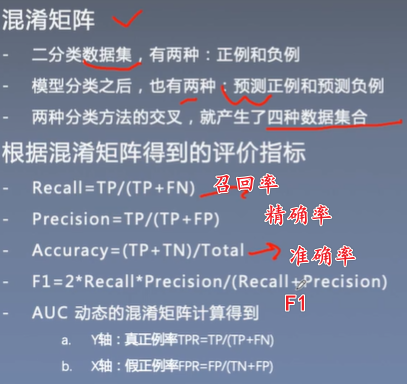 混淆矩阵
- 二分类数据集，有两种：正例和负例
- 模型分类之后，也有两种：预测正例和预测负例
- 两种分类方法的交叉，就产生了四种数据集合
根据混淆矩阵得到的评价指标
- Recall=TP/(TP+FN) 召回率
- Precision=TP/(TP+FP) 精确率
- Accuracy=(TP+TN)/Total 准确率
- F1=2*Recall*Precision/(Recall+Precision)
F1
- AUC 动态的混淆矩阵计算得到
a. Y轴：真正例率TPR=TP/(TP+FN)
b. X轴：假正例率FPR=FP/(TN+FP)